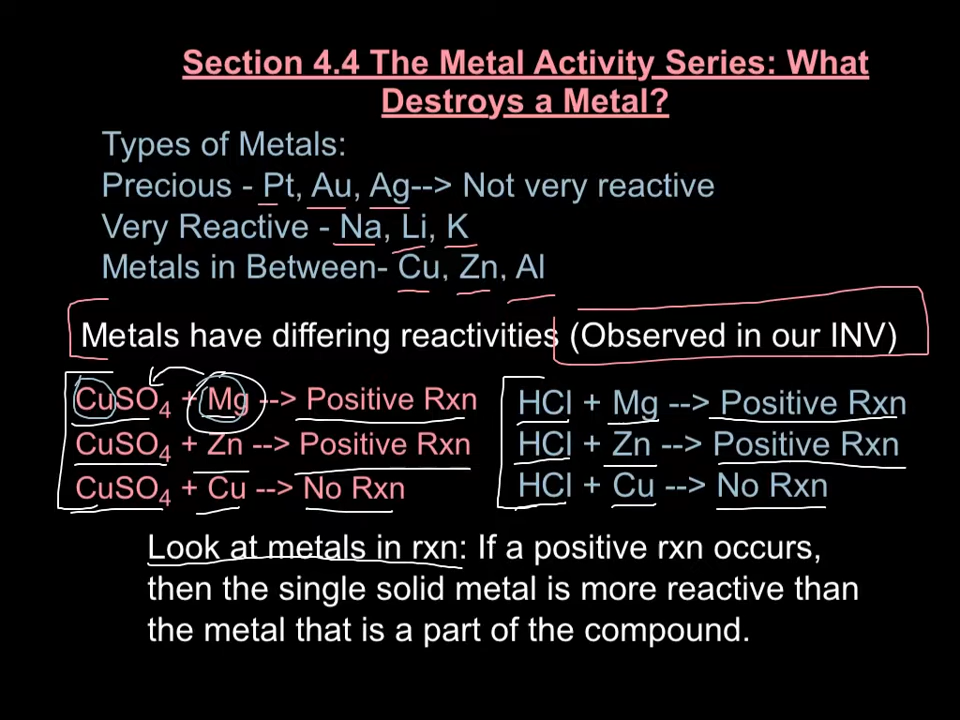 Section 4.4 The Metal Activity Series: What
Destroys a Metal?
Types of Metals:
Precious - Pt, Au, Ag--> Not very reactive
Very Reactive - Na, Li, K
Metals in Between- Cu, Zn, Al
Metals have differing reactivities (Observed in our INV)
CuSO₄ + Mg --> Positive Rxn
CuSO₄ + Zn --> Positive Rxn
CuSO₄ + Cu --> No Rxn
HCl + Mg --> Positive Rxn
HCl + Zn --> Positive Rxn
HCl + Cu --> No Rxn
Look at metals in rxn: If a positive rxn occurs,
then the single solid metal is more reactive than
the metal that is a part of the compound.